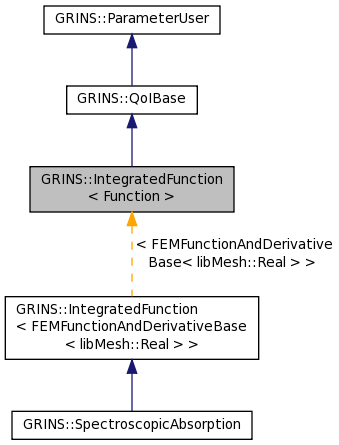 GRINS::ParameterUser
GRINS::QoIBase
GRINS::IntegratedFunction
< Function >
< FEMFunctionAndDerivative
Base< libMesh::Real > >
GRINS::IntegratedFunction
< FEMFunctionAndDerivativeBase
< libMesh::Real > >
GRINS::SpectroscopicAbsorption